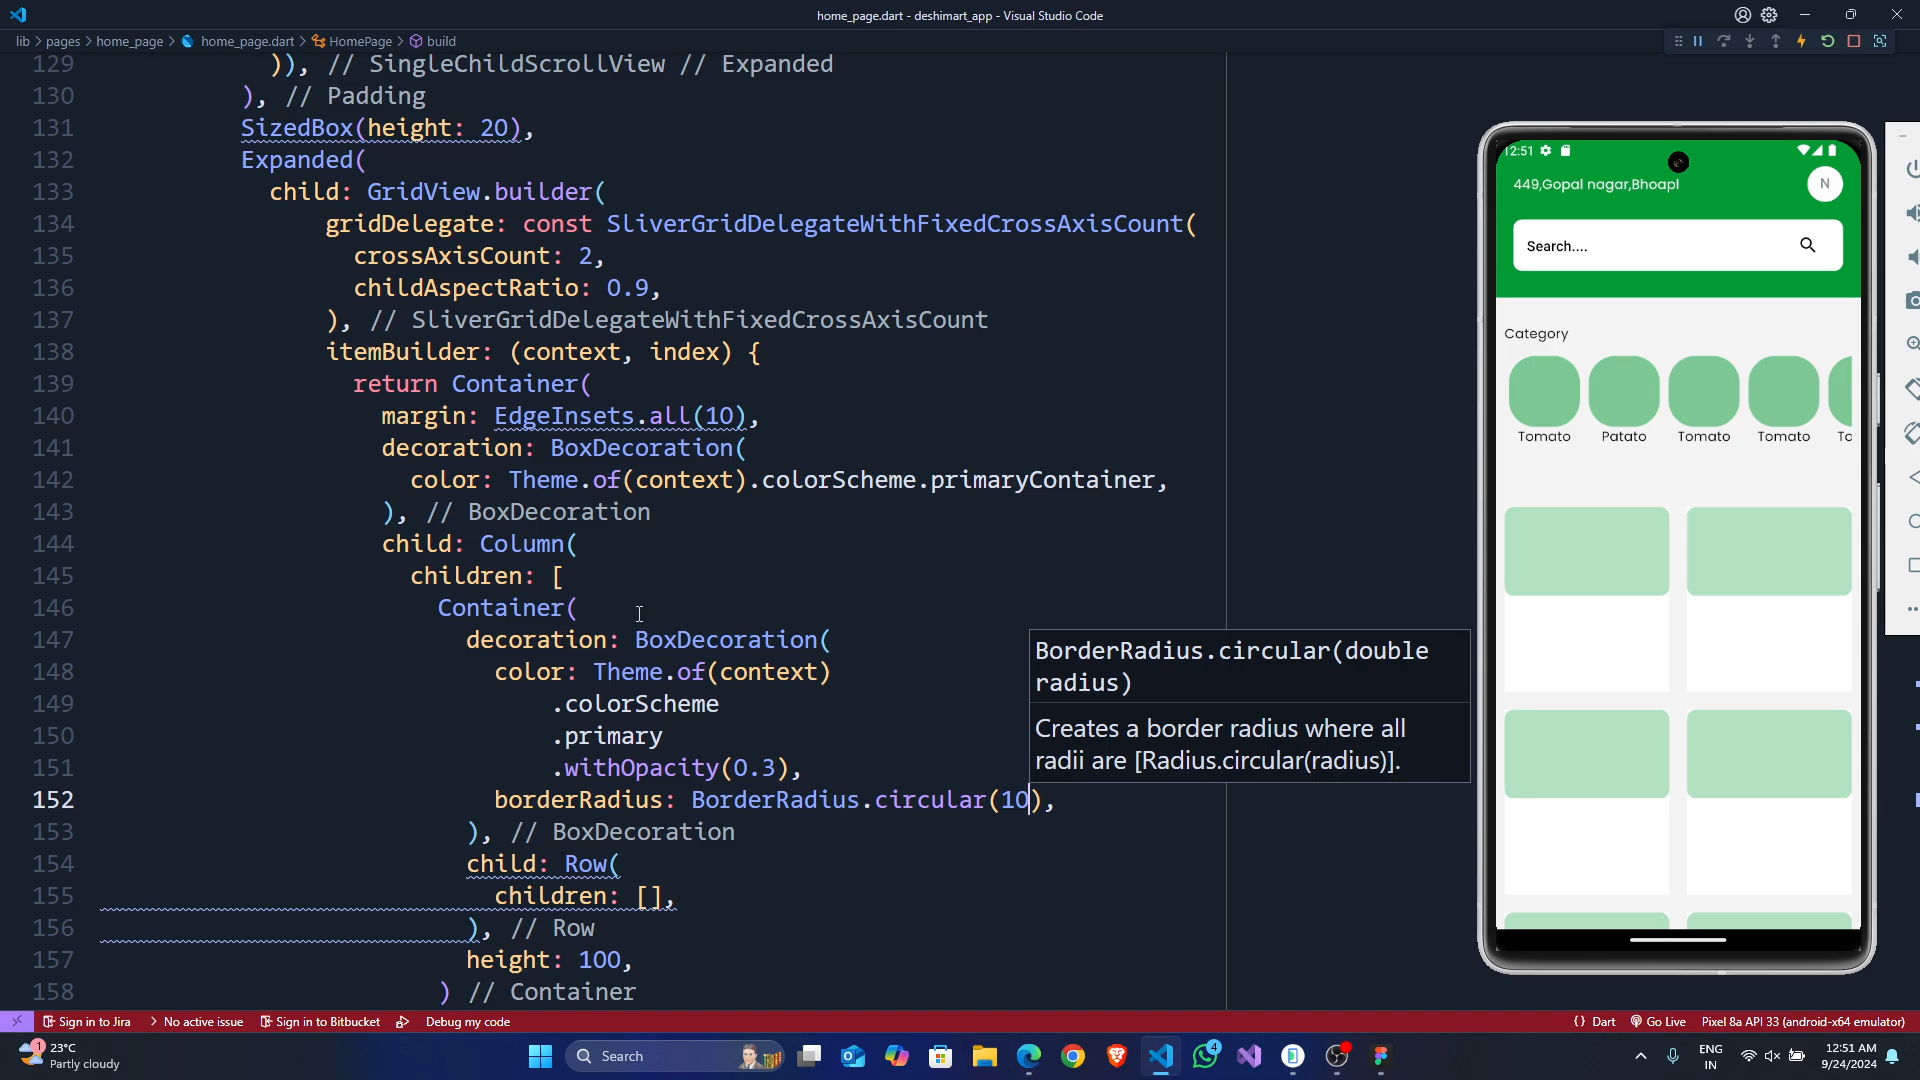 home_page.dart - deshimart_app - Visual Studio Code
lib > pages > home_page > home_page.dart > HomePage > build
129 )), // SingleChildScrollView // Expanded
130 ), // Padding
131 SizedBox(height: 20),
132 Expanded(
133 child: GridView.builder(
134 gridDelegate: const SliverGridDelegateWithFixedCrossAxisCount(
135 crossAxisCount: 2,
136 childAspectRatio: 0.9,
137 ), // SliverGridDelegateWithFixedCrossAxisCount
138 itemBuilder: (context, index) {
139 return Container(
140 margin: EdgeInsets.all(10),
141 decoration: BoxDecoration(
142 color: Theme.of(context).colorScheme.primaryContainer,
143 ), // BoxDecoration
144 child: Column(
145 children: [
146 Container(
147 decoration: BoxDecoration(
148 color: Theme.of(context)
149 .colorScheme
150 .primary
151 .withOpacity(0.3),
152 borderRadius: BorderRadius.circular(10),
153 ), // BoxDecoration
154 child: Row(
155 children: [],
156 ), // Row
157 height: 100,
158 ) // Container
BorderRadius.circular(double
radius)
Creates a border radius where all
radii are [Radius.circular(radius)].
12:51
449,Gopal nagar,Bhoapl
N
Search....
Category
Tomato Patato Tomato Tomato To
Sign in to Jira No active issue Sign in to Bitbucket Debug my code {} Dart Go Live Pixel 8a API 33 (android-x64 emulator)
1
23°C
Partly cloudy
Search
4
ENG
IN
12:51 AM
9/24/2024